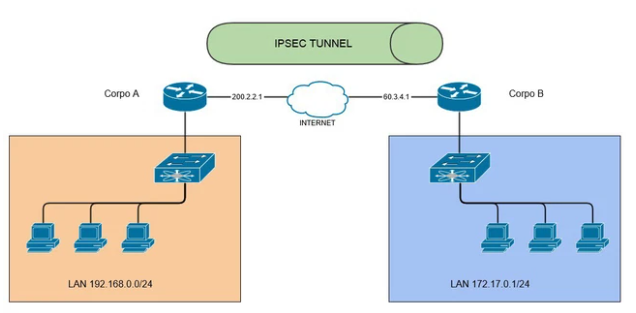 IPSEC TUNNEL
Corpo A
200.2.2.1
INTERNET
60.3.4.1
Corpo B
LAN 192.168.0.0/24
LAN 172.17.0.1/24